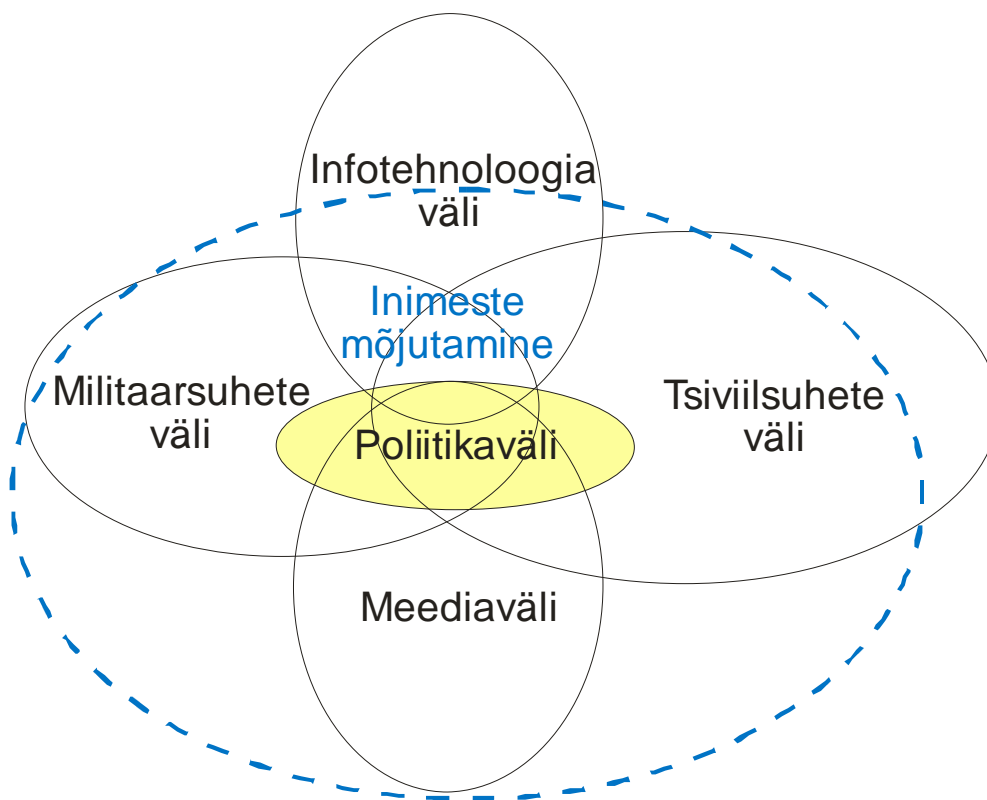 Infotehnoloogia
väli
Inimeste
mõjutamine
Militaarsuhete
väli
Tsiviilsuhete
väli
Poliitikaväli
Meediaväli